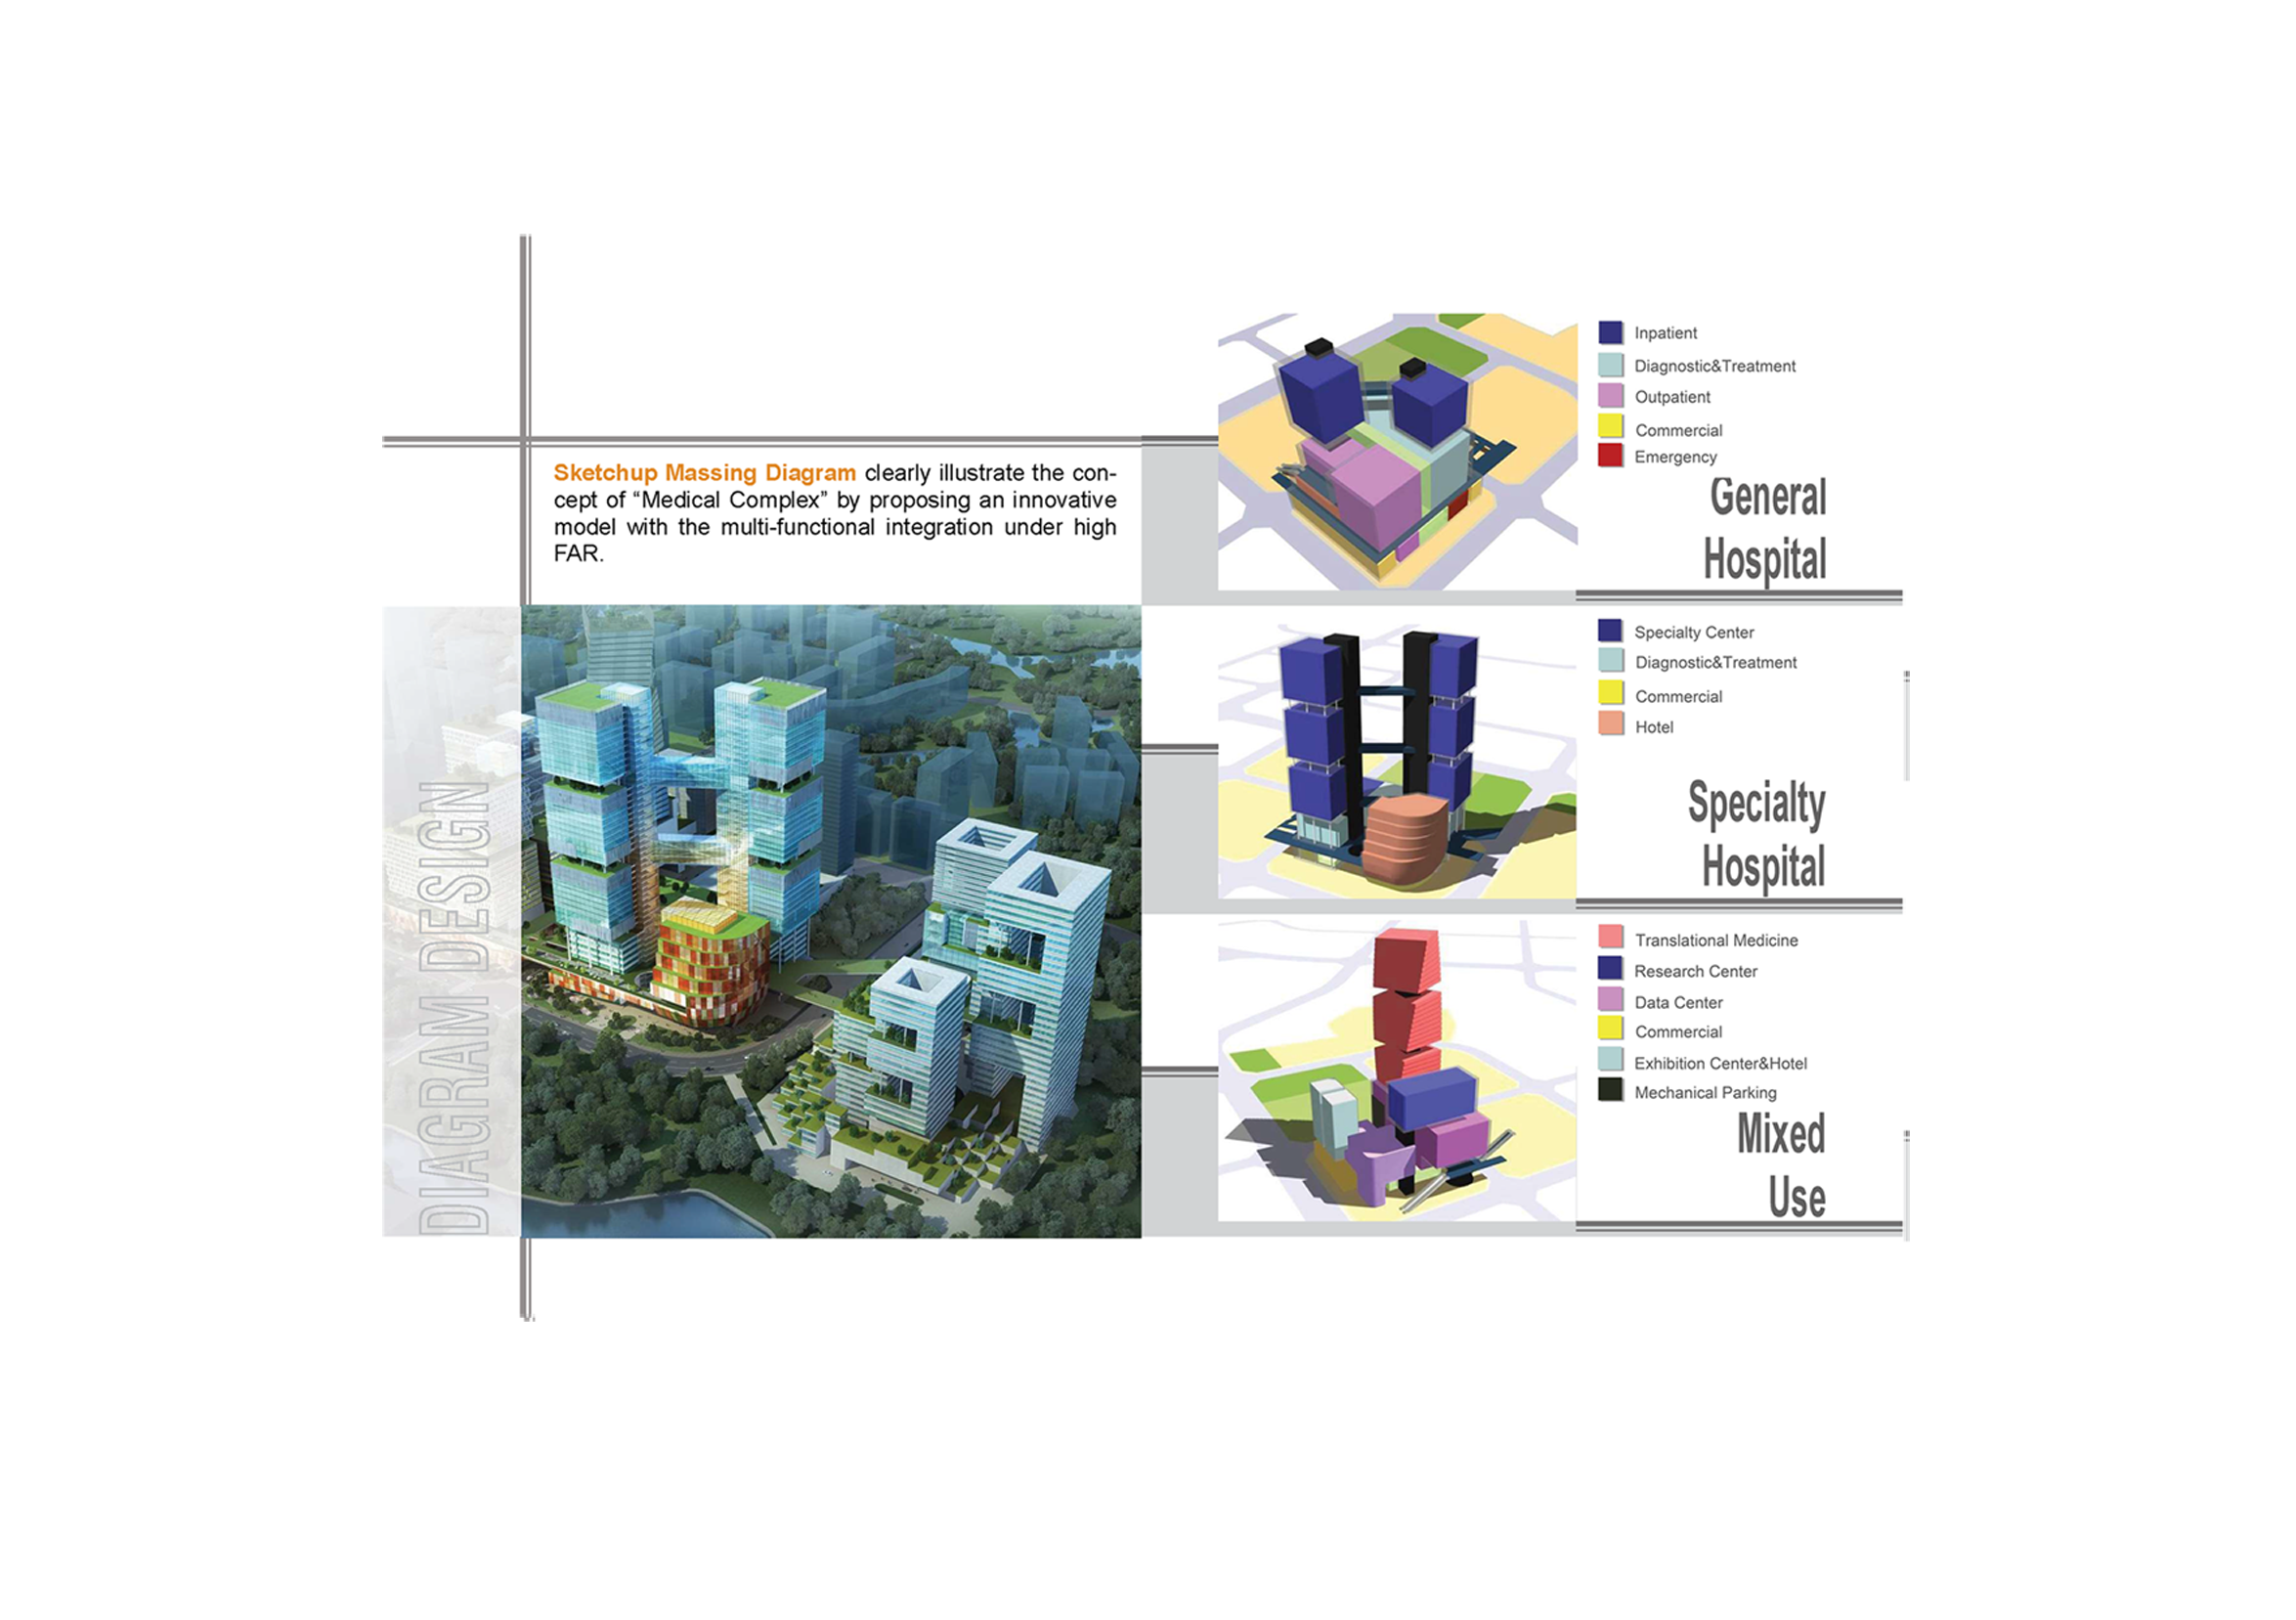 Sketchup Massing Diagram clearly illustrate the con-
cept of “Medical Complex” by proposing an innovative
model with the multi-functional integration under high
FAR.
DIAGRAM DESIGN
Inpatient
Diagnostic&Treatment
Outpatient
Commercial
Emergency
General
Hospital
Specialty Center
Diagnostic&Treatment
Commercial
Hotel
Specialty
Hospital
Translational Medicine
Research Center
Data Center
Commercial
Exhibition Center&Hotel
Mechanical Parking
Mixed
Use